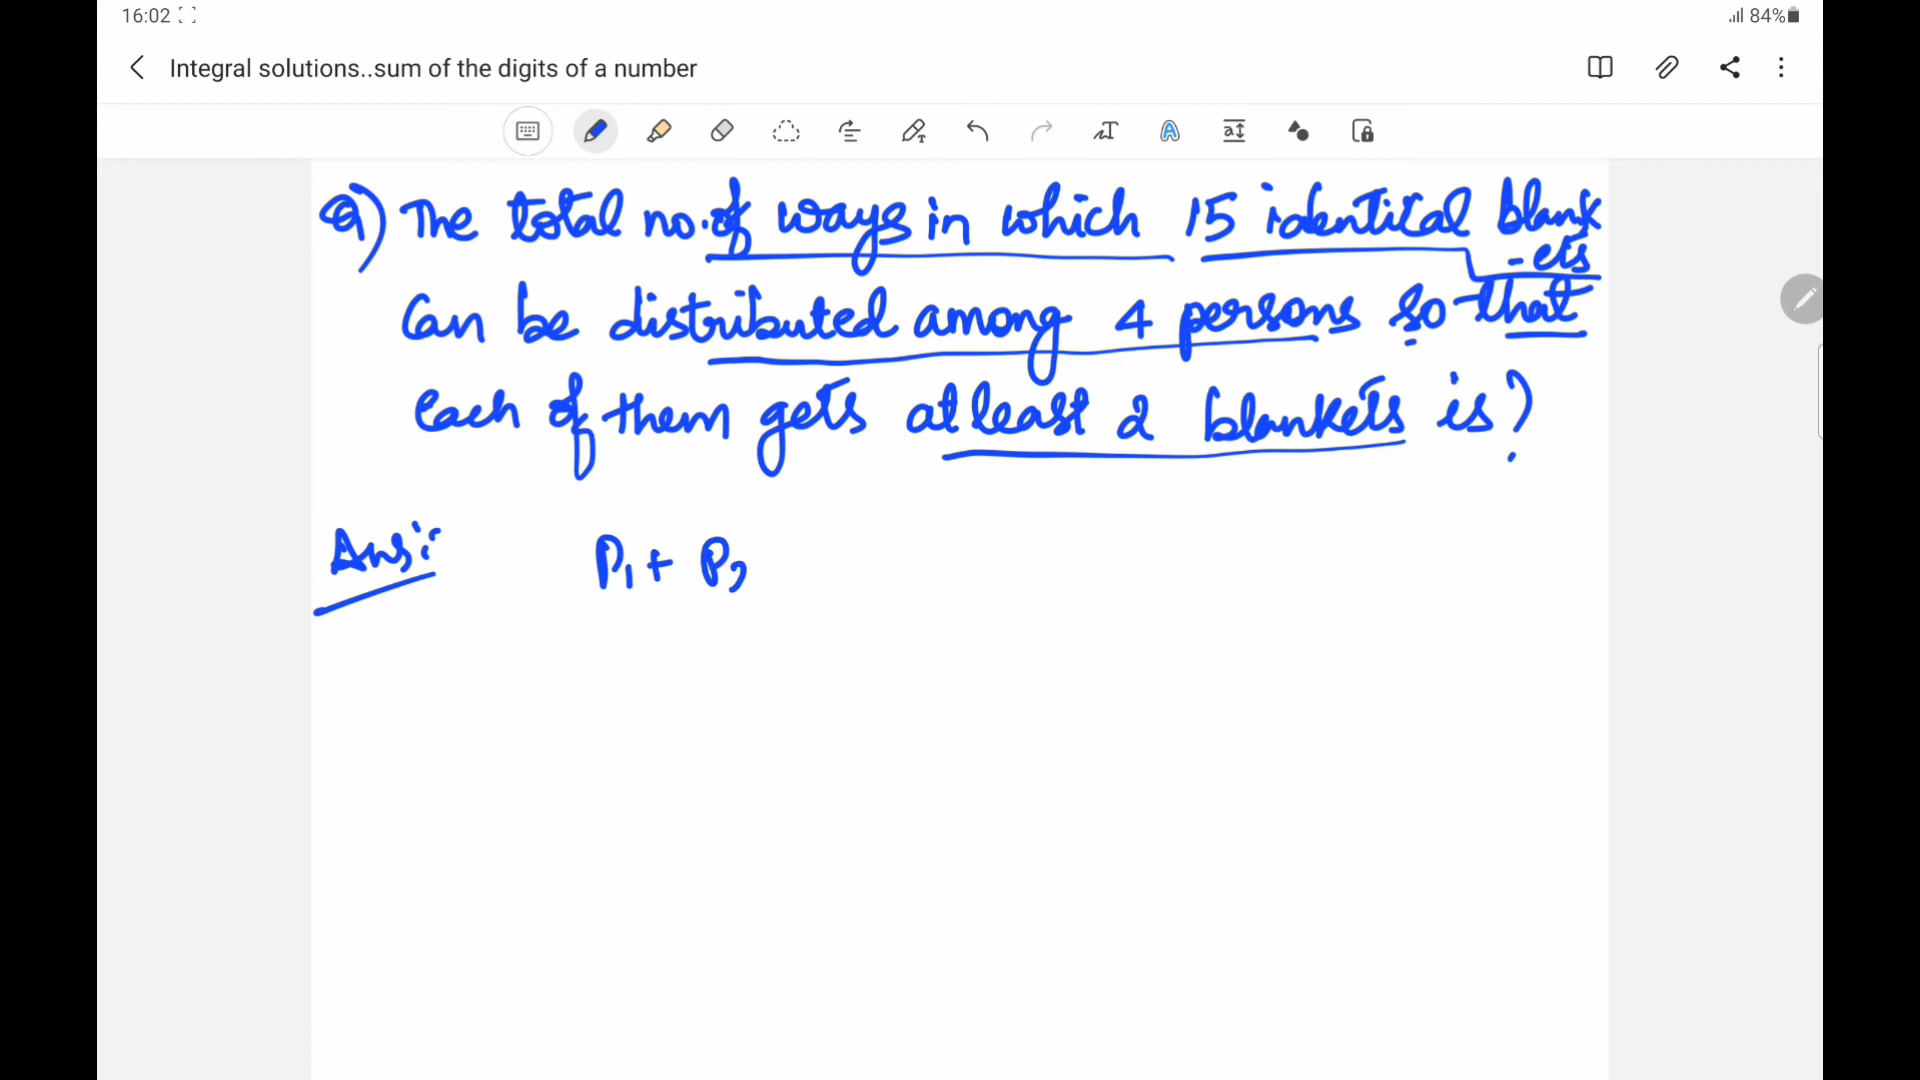 16:02 84%
Integral solutions..sum of the digits of a number
Q) The total no. of ways in which 15 identical blank
-ets
Can be distributed among 4 persons so that
each of them gets atleast 2 blankets is?
Ans:
P1 + P2